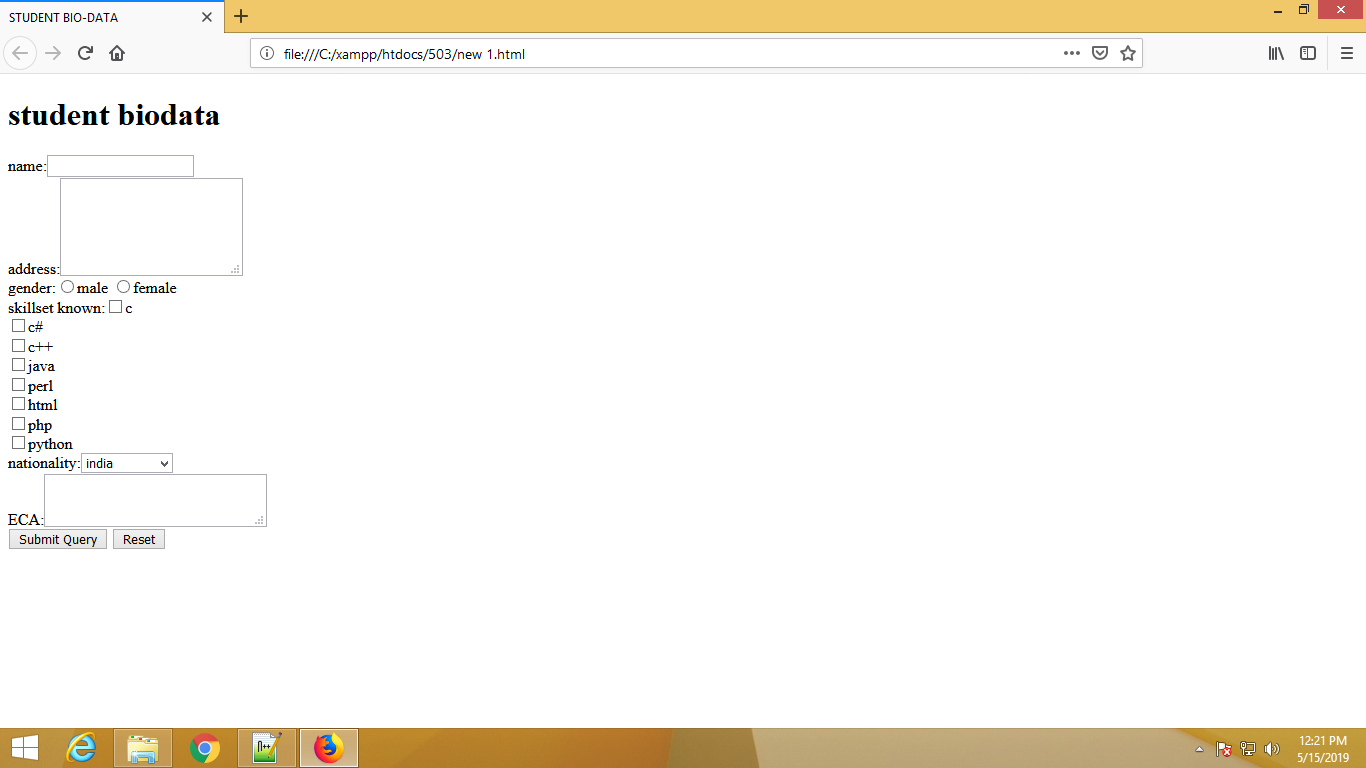 STUDENT BIO-DATA
file:///C:/xampp/htdocs/503/new 1.html
student biodata
name:
address:
gender: male female
skillset known: c
c#
c++
java
perl
html
php
python
nationality: india
ECA:
Submit Query Reset
12:21 PM
5/15/2019